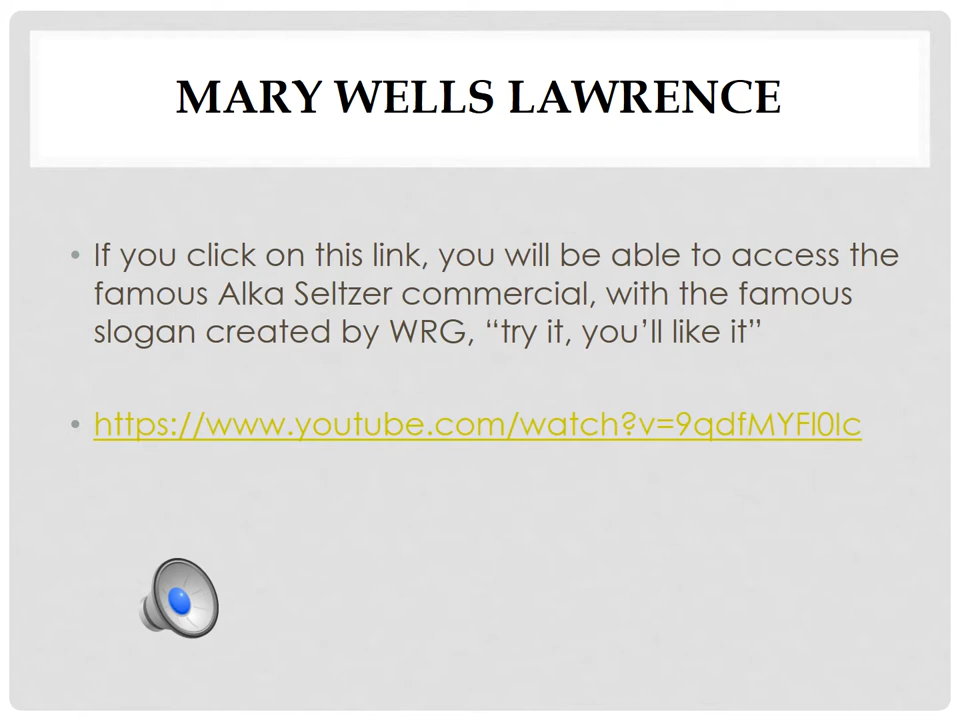 MARY WELLS LAWRENCE
• If you click on this link, you will be able to access the
famous Alka Seltzer commercial, with the famous
slogan created by WRG, “try it, you’ll like it”
• https://www.youtube.com/watch?v=9qdfMYFl0Ic